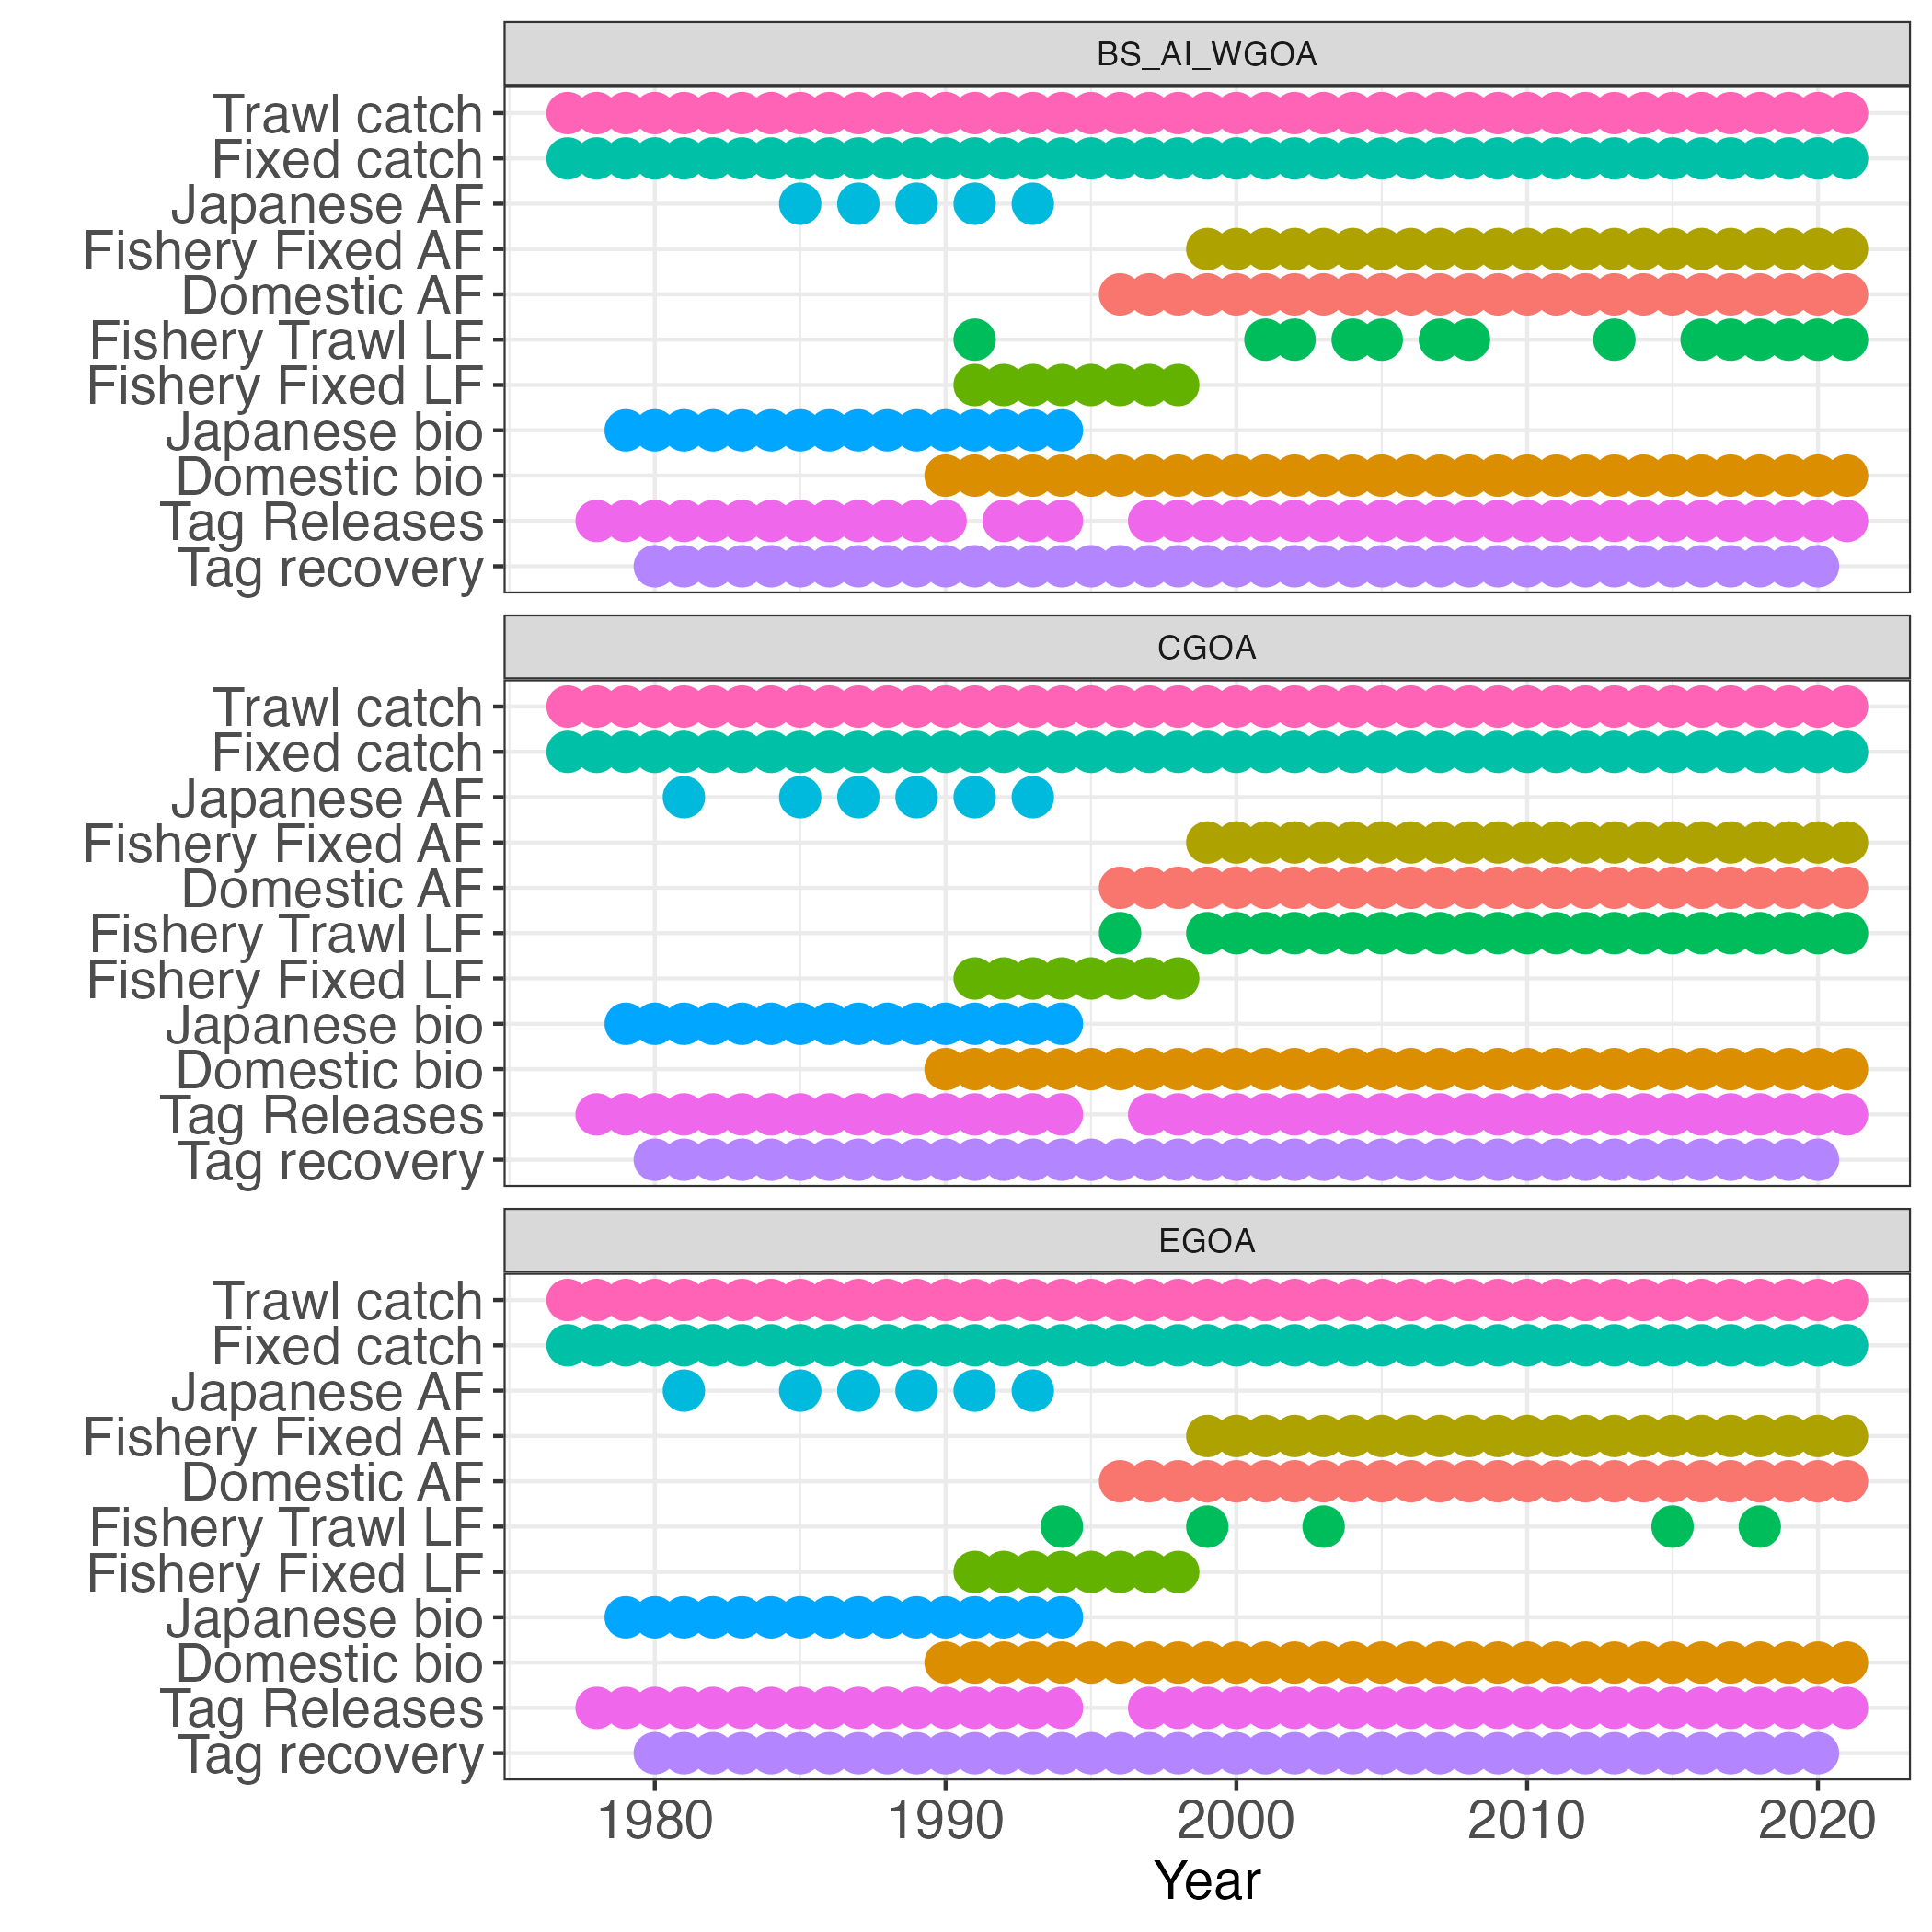 BS_AI_WGOA
Trawl catch
Fixed catch
Japanese AF
Fishery Fixed AF
Domestic AF
Fishery Trawl LF
Fishery Fixed LF
Japanese bio
Domestic bio
Tag Releases
Tag recovery
CGOA
Trawl catch
Fixed catch
Japanese AF
Fishery Fixed AF
Domestic AF
Fishery Trawl LF
Fishery Fixed LF
Japanese bio
Domestic bio
Tag Releases
Tag recovery
EGOA
Trawl catch
Fixed catch
Japanese AF
Fishery Fixed AF
Domestic AF
Fishery Trawl LF
Fishery Fixed LF
Japanese bio
Domestic bio
Tag Releases
Tag recovery
1980 1990 2000 2010 2020
Year